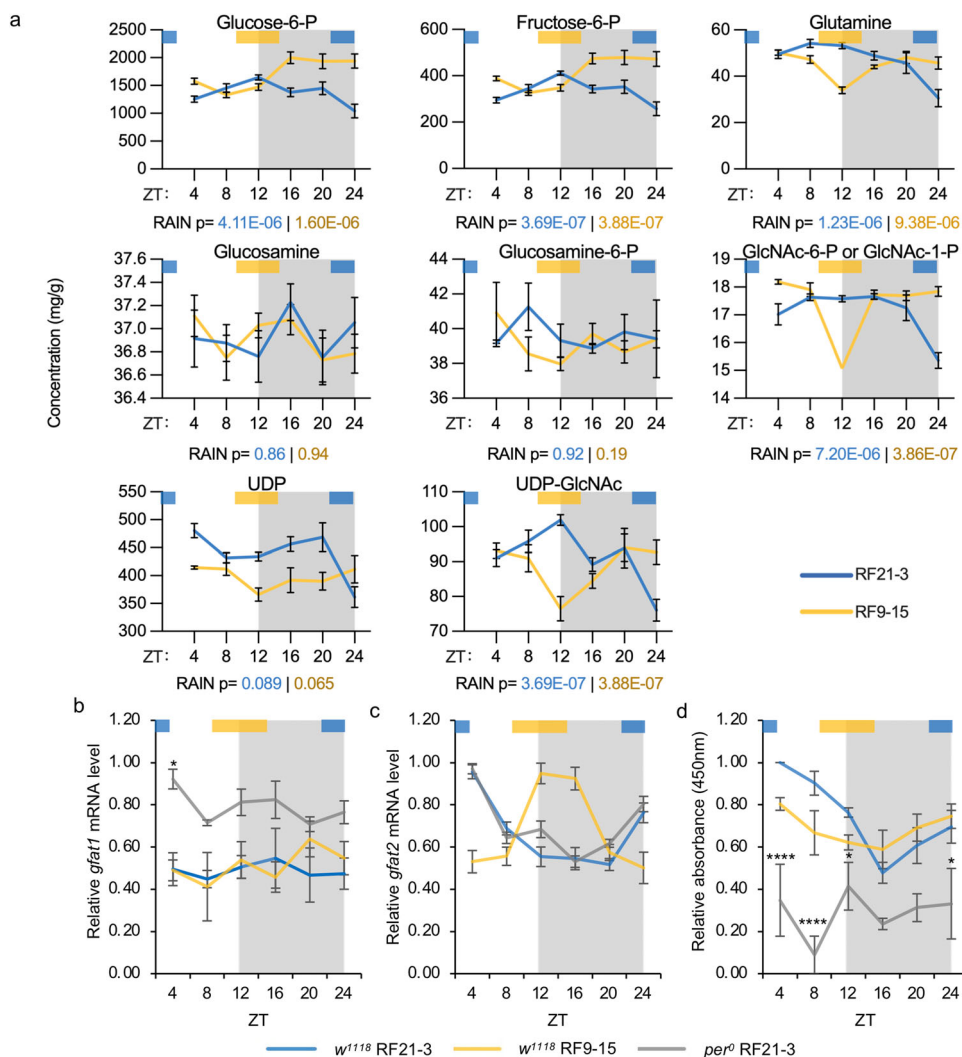 a
Glucose-6-P
Fructose-6-P
Glutamine
2500
2000
1500
1000
500
0
600
400
200
0
60
40
20
0
ZT: 4 8 12 16 20 24
ZT: 4 8 12 16 20 24
ZT: 4 8 12 16 20 24
RAIN p= 4.11E-06 | 1.60E-06
RAIN p= 3.69E-07 | 3.88E-07
RAIN p= 1.23E-06 | 9.38E-06
Concentration (mg/g)
Glucosamine
Glucosamine-6-P
GlcNAc-6-P or GlcNAc-1-P
37.6
37.4
37.2
37.0
36.8
36.6
36.4
44
42
40
38
36
19
18
17
16
15
14
ZT: 4 8 12 16 20 24
ZT: 4 8 12 16 20 24
ZT: 4 8 12 16 20 24
RAIN p= 0.86 | 0.94
RAIN p= 0.92 | 0.19
RAIN p= 7.20E-06 | 3.86E-07
UDP
UDP-GlcNAc
550
500
450
400
350
300
110
100
90
80
70
ZT: 4 8 12 16 20 24
ZT: 4 8 12 16 20 24
RAIN p= 0.089 | 0.065
RAIN p= 3.69E-07 | 3.88E-07
RF21-3
RF9-15
b
Relative gfat1 mRNA level
1.20
1.00
0.80
0.60
0.40
0.20
0.00
*
4 8 12 16 20 24
c
Relative gfat2 mRNA level
1.20
1.00
0.80
0.60
0.40
0.20
0.00
4 8 12 16 20 24
ZT
d
Relative absorbance (450nm)
1.20
1.00
0.80
0.60
0.40
0.20
0.00
****
****
*
*
4 8 12 16 20 24
ZT
ZT
w1118 RF21-3
w1118 RF9-15
per0 RF21-3